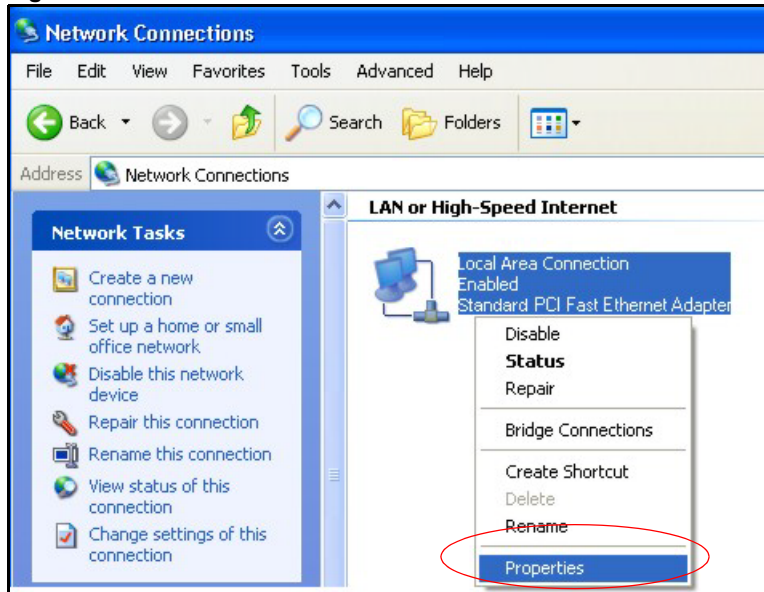 Network Connections
File Edit View Favorites Tools Advanced Help
Back Search Folders
Address Network Connections
Network Tasks
Create a new
connection
Set up a home or small
office network
Disable this network
device
Repair this connection
Rename this connection
View status of this
connection
Change settings of this
connection
LAN or High-Speed Internet
Local Area Connection
Enabled
Standard PCI Fast Ethernet Adapter
Disable
Status
Repair
Bridge Connections
Create Shortcut
Delete
Rename
Properties